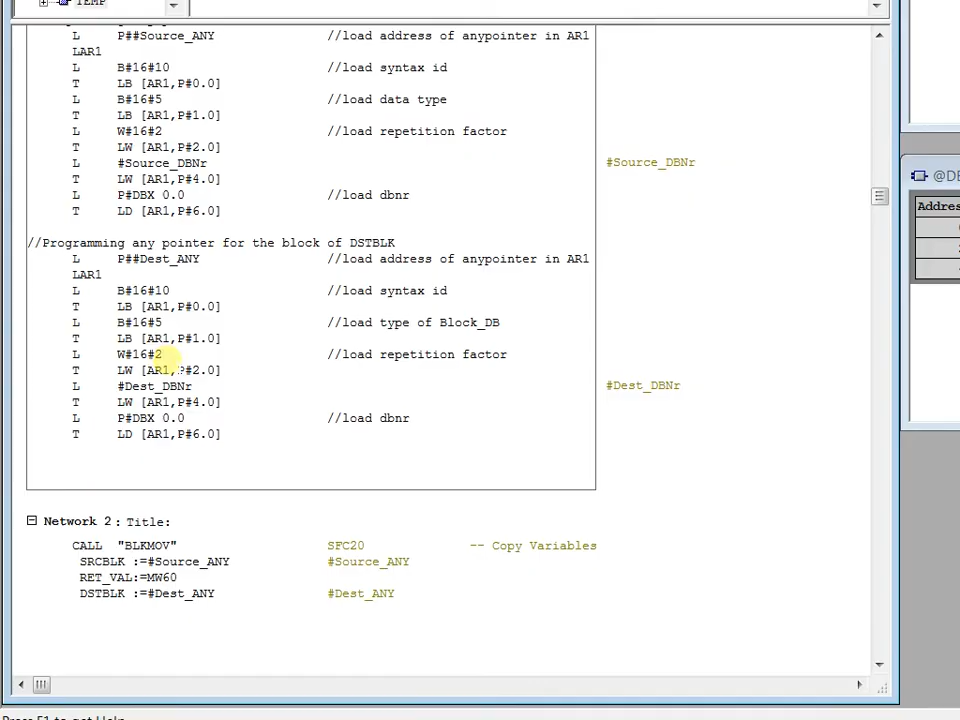 TEMP
L P##Source_ANY //load address of anypointer in AR1
LAR1
L B#16#10 //load syntax id
T LB [AR1,P#0.0]
L B#16#5 //load data type
T LB [AR1,P#1.0]
L W#16#2 //load repetition factor
T LW [AR1,P#2.0]
L #Source_DBNr #Source_DBNr
T LW [AR1,P#4.0]
L P#DBX 0.0 //load dbnr
T LD [AR1,P#6.0]
//Programming any pointer for the block of DSTBLK
L P##Dest_ANY //load address of anypointer in AR1
LAR1
L B#16#10 //load syntax id
T LB [AR1,P#0.0]
L B#16#5 //load type of Block_DB
T LB [AR1,P#1.0]
L W#16#2 //load repetition factor
T LW [AR1,P#2.0]
L #Dest_DBNr #Dest_DBNr
T LW [AR1,P#4.0]
L P#DBX 0.0 //load dbnr
T LD [AR1,P#6.0]
Network 2 : Title:
CALL "BLKMOV" SFC20 -- Copy Variables
SRCBLK :=#Source_ANY #Source_ANY
RET_VAL:=MW60
DSTBLK :=#Dest_ANY #Dest_ANY
@DB
Addres